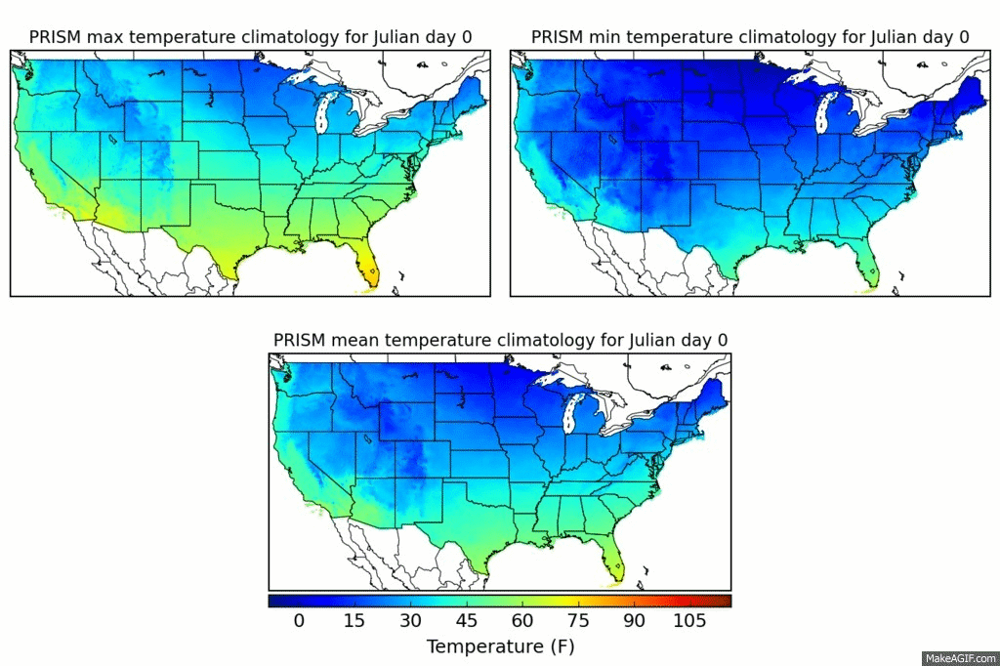 PRISM max temperature climatology for Julian day 0
PRISM min temperature climatology for Julian day 0
PRISM mean temperature climatology for Julian day 0
0 15 30 45 60 75 90 105
Temperature (F)
MakeAGIF.com